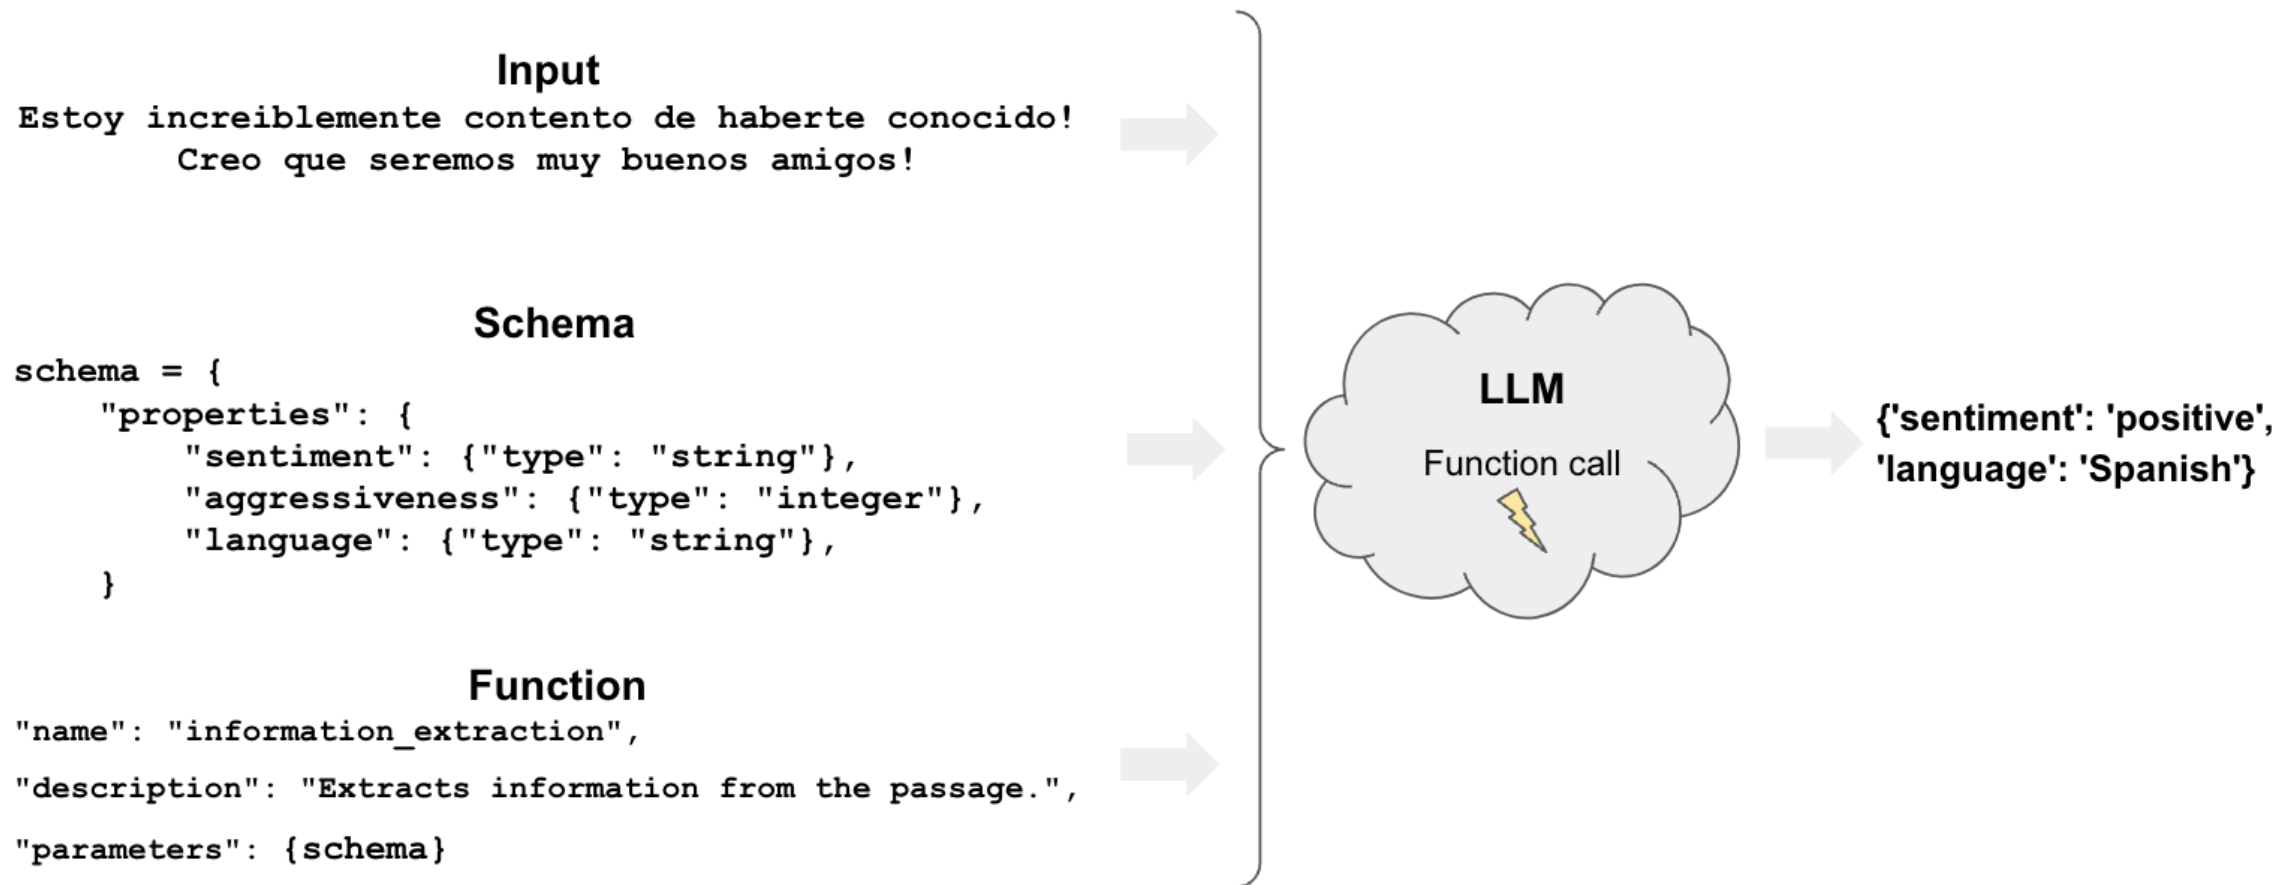 Input
Estoy increiblemente contento de haberte conocido!
Creo que seremos muy buenos amigos!
Schema
schema = {
"properties": {
"sentiment": {"type": "string"},
"aggressiveness": {"type": "integer"},
"language": {"type": "string"},
}
Function
"name": "information_extraction",
"description": "Extracts information from the passage.",
"parameters": {schema}
LLM
Function call
{'sentiment': 'positive',
'language': 'Spanish'}